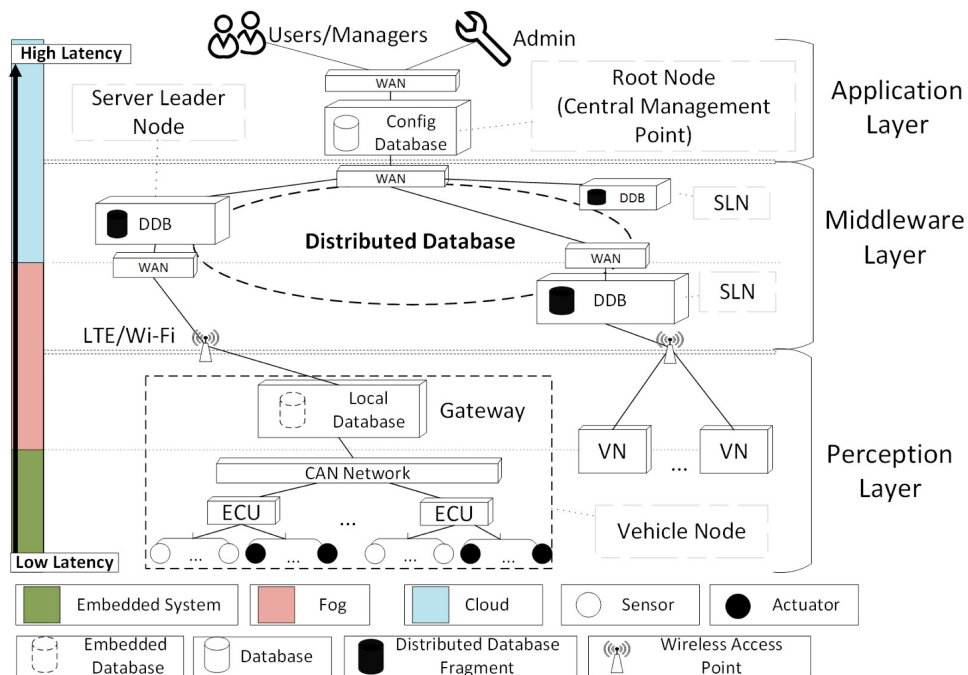 High Latency
Users/Managers
Admin
WAN
Server Leader
Node
Config
Database
Root Node
(Central Management
Point)
Application
Layer
WAN
DDB
DDB
SLN
Distributed Database
Middleware
Layer
WAN
WAN
DDB
SLN
LTE/Wi-Fi
Local
Database
Gateway
VN
...
VN
CAN Network
Perception
Layer
ECU
...
ECU
Vehicle Node
... ... ... ...
Low Latency
Embedded System
Fog
Cloud
Sensor
Actuator
Embedded
Database
Database
Distributed Database
Fragment
Wireless Access
Point